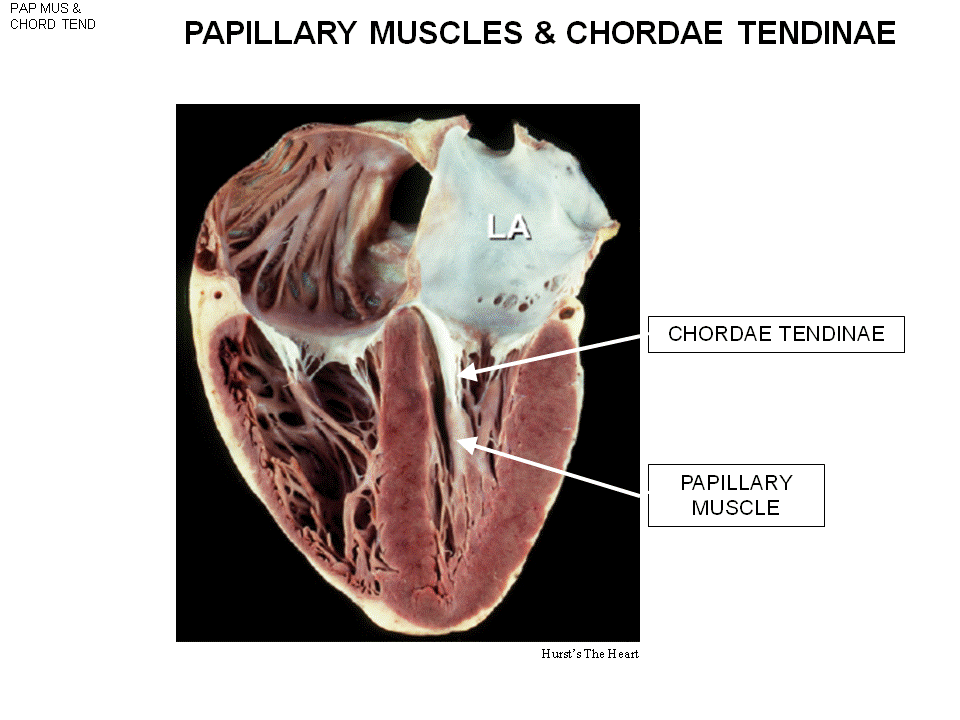 PAP MUS &
CHORD TEND
PAPILLARY MUSCLES & CHORDAE TENDINAE
LA
CHORDAE TENDINAE
PAPILLARY
MUSCLE
Hurst's The Heart